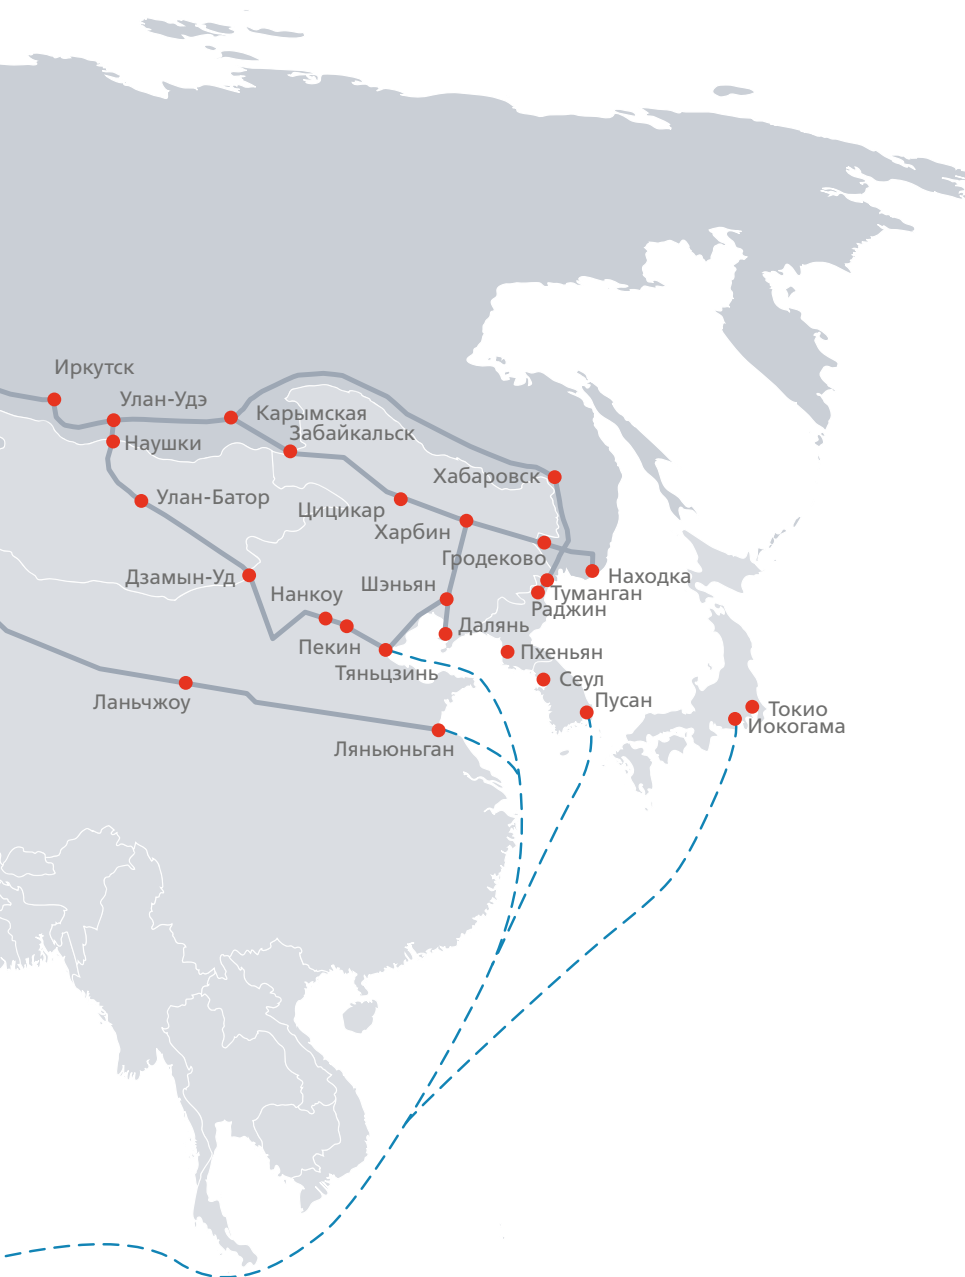 Иркутск
Улан-Удэ
Карымская
Забайкальск
Наушки
Хабаровск
Улан-Батор
Цицикар
Харбин
Гродеково
Дзамын-Уд
Шэньян
Находка
Нанкоу
Туманган
Раджин
Далянь
Пекин
Пхеньян
Тяньцзинь
Сеул
Ланьчжоу
Пусан
Токио
Иокогама
Ляньюньган